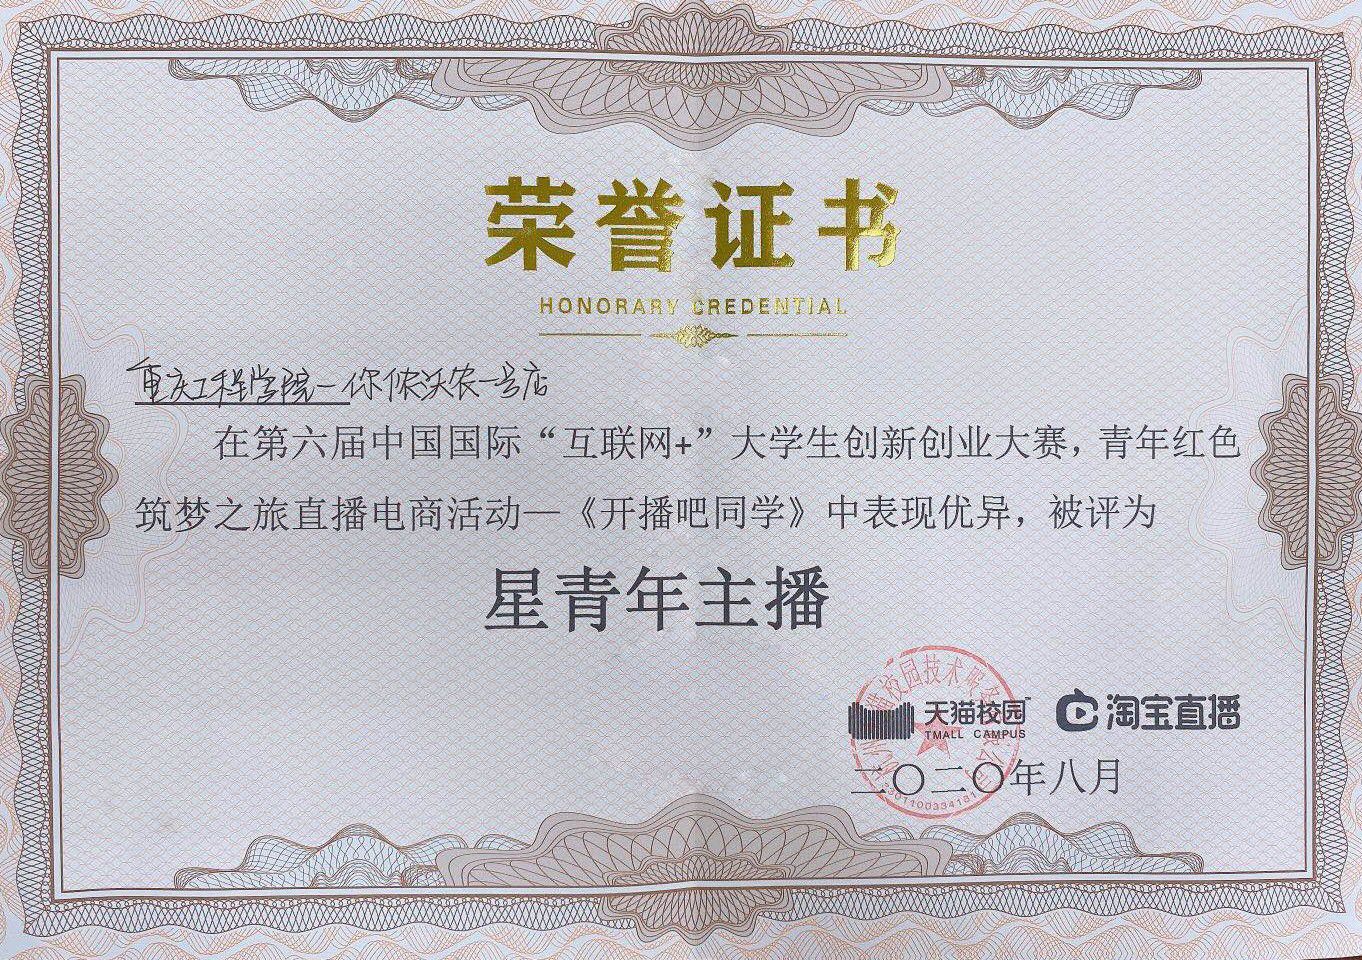 荣誉证书
HONORARY CREDENTIAL
重庆工程学院—你侬沃农一号店
在第六届中国国际“互联网+”大学生创新创业大赛，青年红色
筑梦之旅直播电商活动—《开播吧同学》中表现优异，被评为
星青年主播
天猫校园
TMALL CAMPUS
淘宝直播
二〇二〇年八月